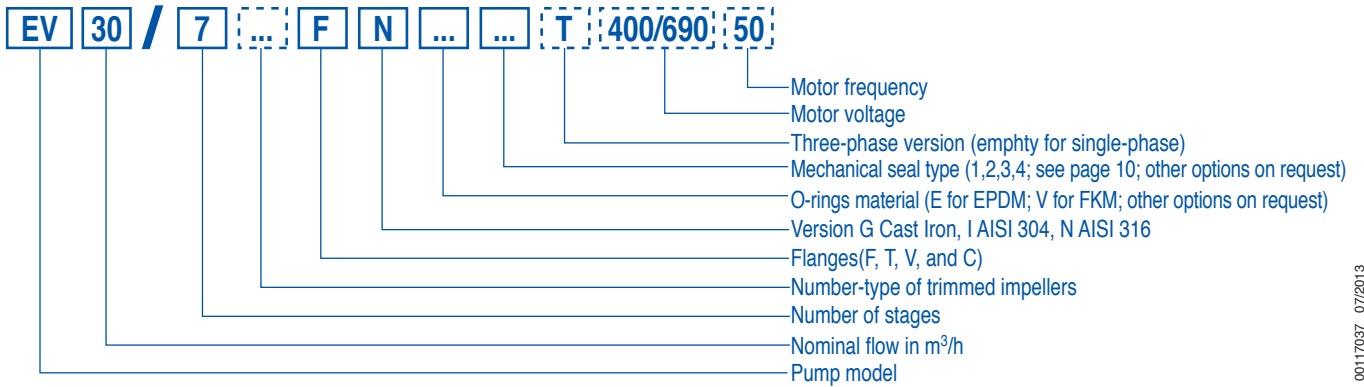 EV 30 / 7 ... F N ... ... T 400/690 50
Motor frequency
Motor voltage
Three-phase version (emphty for single-phase)
Mechanical seal type (1,2,3,4; see page 10; other options on request)
O-rings material (E for EPDM; V for FKM; other options on request)
Version G Cast Iron, I AISI 304, N AISI 316
Flanges(F, T, V, and C)
Number-type of trimmed impellers
Number of stages
Nominal flow in m³/h
Pump model
00117037 07/2013